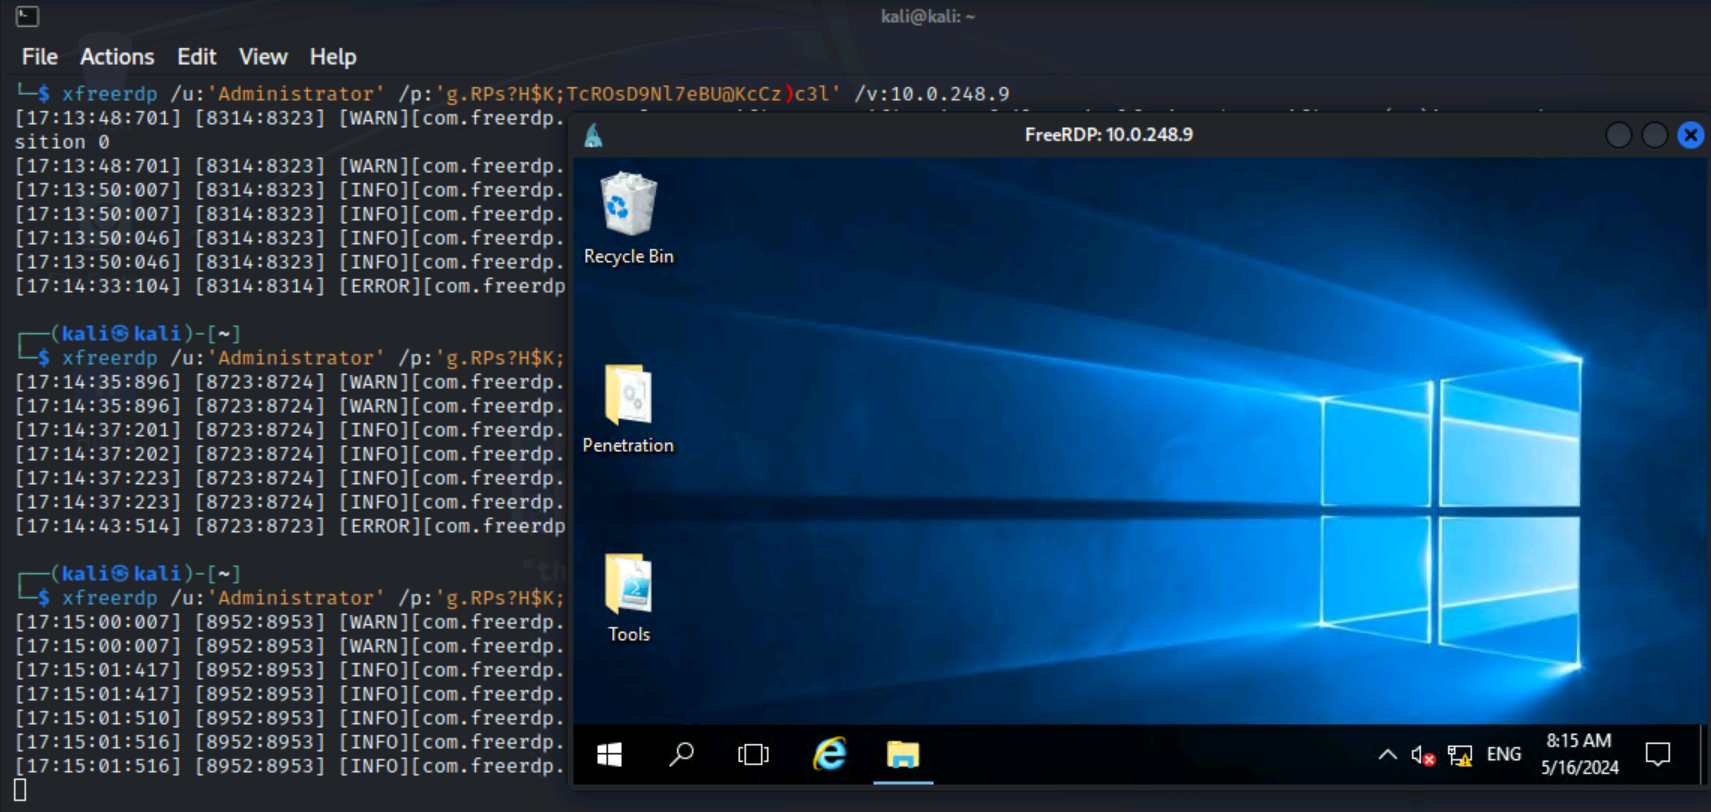 kali@kali: ~
File Actions Edit View Help
└─$ xfreerdp /u:'Administrator' /p:'g.RPs?H$K;TcROsD9Nl7eBU@KcCz)c3l' /v:10.0.248.9
[17:13:48:701] [8314:8323] [WARN][com.freerdp.
sition 0
[17:13:48:701] [8314:8323] [WARN][com.freerdp.
[17:13:50:007] [8314:8323] [INFO][com.freerdp.
[17:13:50:007] [8314:8323] [INFO][com.freerdp.
[17:13:50:046] [8314:8323] [INFO][com.freerdp.
[17:13:50:046] [8314:8323] [INFO][com.freerdp.
[17:14:33:104] [8314:8314] [ERROR][com.freerdp
┌──(kali㉿kali)-[~]
└─$ xfreerdp /u:'Administrator' /p:'g.RPs?H$K;
[17:14:35:896] [8723:8724] [WARN][com.freerdp.
[17:14:35:896] [8723:8724] [WARN][com.freerdp.
[17:14:37:201] [8723:8724] [INFO][com.freerdp.
[17:14:37:202] [8723:8724] [INFO][com.freerdp.
[17:14:37:223] [8723:8724] [INFO][com.freerdp.
[17:14:37:223] [8723:8724] [INFO][com.freerdp.
[17:14:43:514] [8723:8723] [ERROR][com.freerdp
┌──(kali㉿kali)-[~]
└─$ xfreerdp /u:'Administrator' /p:'g.RPs?H$K;
[17:15:00:007] [8952:8953] [WARN][com.freerdp.
[17:15:00:007] [8952:8953] [WARN][com.freerdp.
[17:15:01:417] [8952:8953] [INFO][com.freerdp.
[17:15:01:417] [8952:8953] [INFO][com.freerdp.
[17:15:01:510] [8952:8953] [INFO][com.freerdp.
[17:15:01:516] [8952:8953] [INFO][com.freerdp.
[17:15:01:516] [8952:8953] [INFO][com.freerdp.
FreeRDP: 10.0.248.9
Recycle Bin
Penetration
Tools
ENG
8:15 AM
5/16/2024